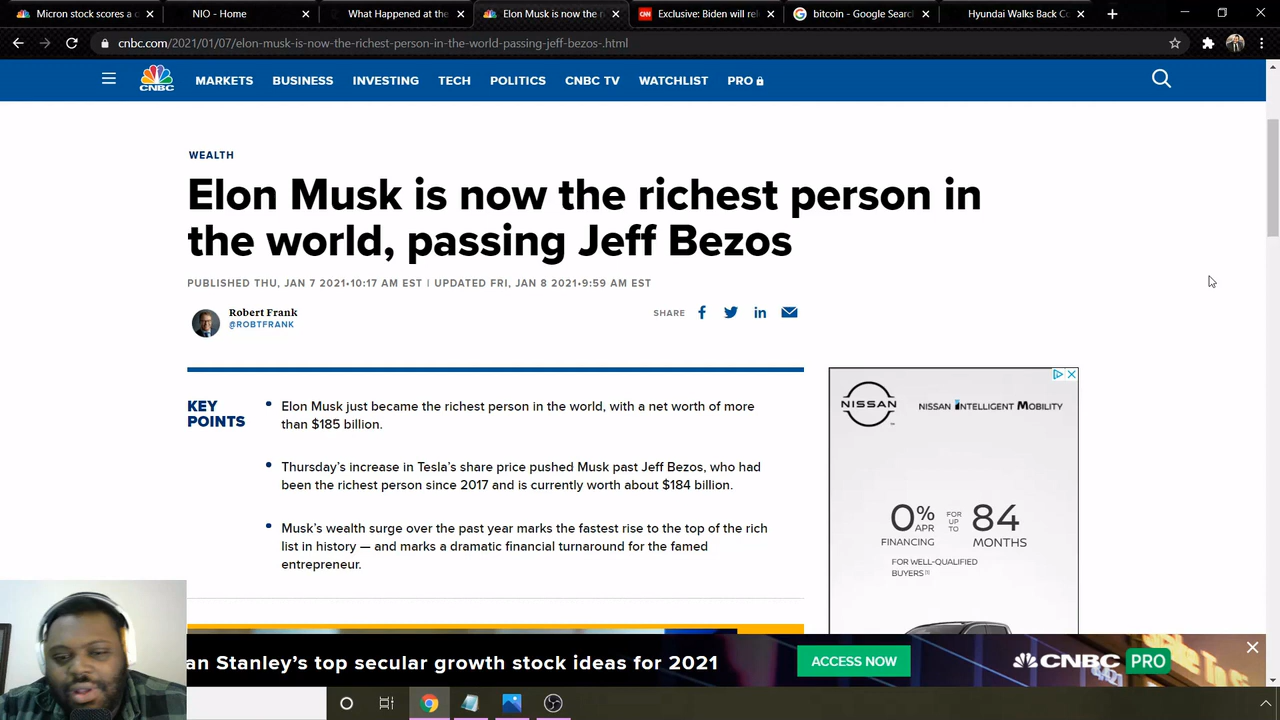 Micron stock scores a c
NIO - Home
What Happened at the
Elon Musk is now the r
CNN
Exclusive: Biden will rele
bitcoin - Google Search
Hyundai Walks Back Co
cnbc.com/2021/01/07/elon-musk-is-now-the-richest-person-in-the-world-passing-jeff-bezos-.html
CNBC
MARKETS
BUSINESS
INVESTING
TECH
POLITICS
CNBC TV
WATCHLIST
PRO
WEALTH
Elon Musk is now the richest person in
the world, passing Jeff Bezos
PUBLISHED THU, JAN 7 2021•10:17 AM EST | UPDATED FRI, JAN 8 2021•9:59 AM EST
Robert Frank
@ROBTFRANK
SHARE
KEY
POINTS
Elon Musk just became the richest person in the world, with a net worth of more
than $185 billion.
Thursday's increase in Tesla's share price pushed Musk past Jeff Bezos, who had
been the richest person since 2017 and is currently worth about $184 billion.
Musk's wealth surge over the past year marks the fastest rise to the top of the rich
list in history — and marks a dramatic financial turnaround for the famed
entrepreneur.
NISSAN
NISSAN INTELLIGENT MOBILITY
0% APR
FINANCING
FOR
UP
TO
84
MONTHS
FOR WELL-QUALIFIED
BUYERS[1]
an Stanley's top secular growth stock ideas for 2021
ACCESS NOW
CNBC PRO